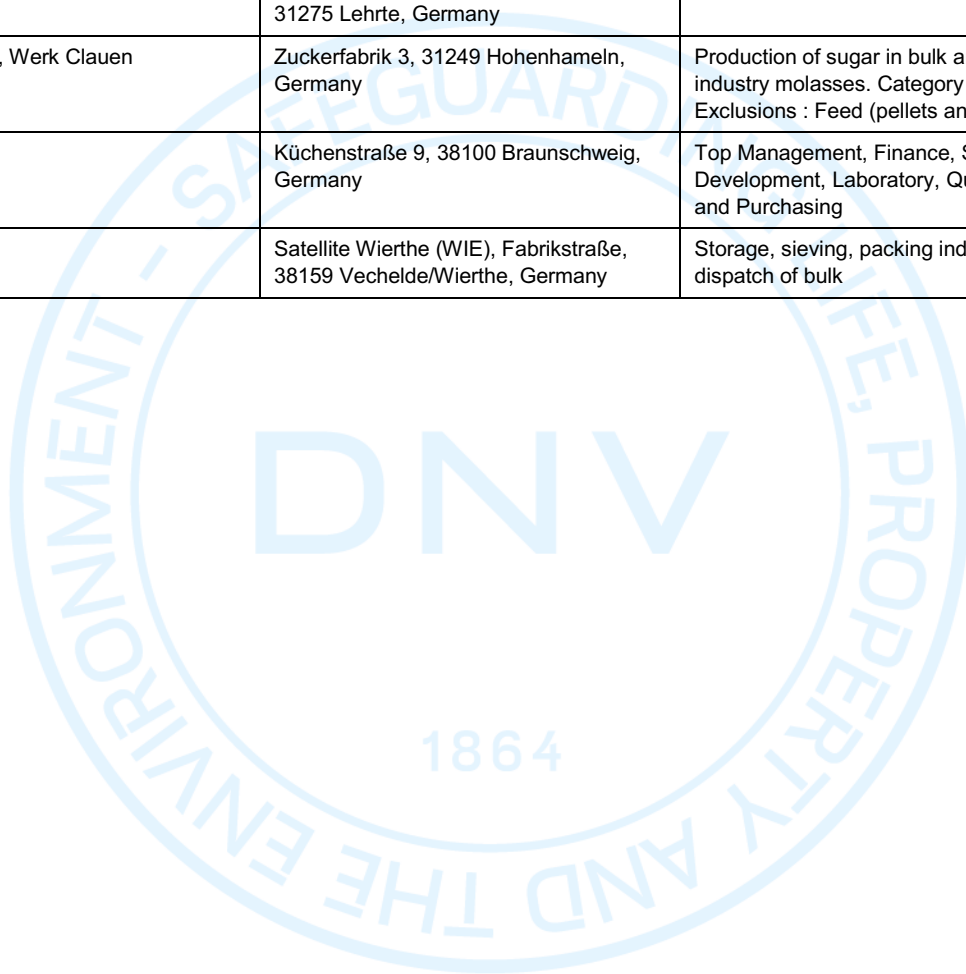 31275 Lehrte, Germany
, Werk Clauen
Zuckerfabrik 3, 31249 Hohenhameln,
Germany
Production of sugar in bulk a
industry molasses. Category
Exclusions : Feed (pellets an
Küchenstraße 9, 38100 Braunschweig,
Germany
Top Management, Finance, S
Development, Laboratory, Qu
and Purchasing
Satellite Wierthe (WIE), Fabrikstraße,
38159 Vechelde/Wierthe, Germany
Storage, sieving, packing ind
dispatch of bulk
SAFEGUARDING LIFE, PROPERTY AND THE ENVIRONMENT -
DNV
1864